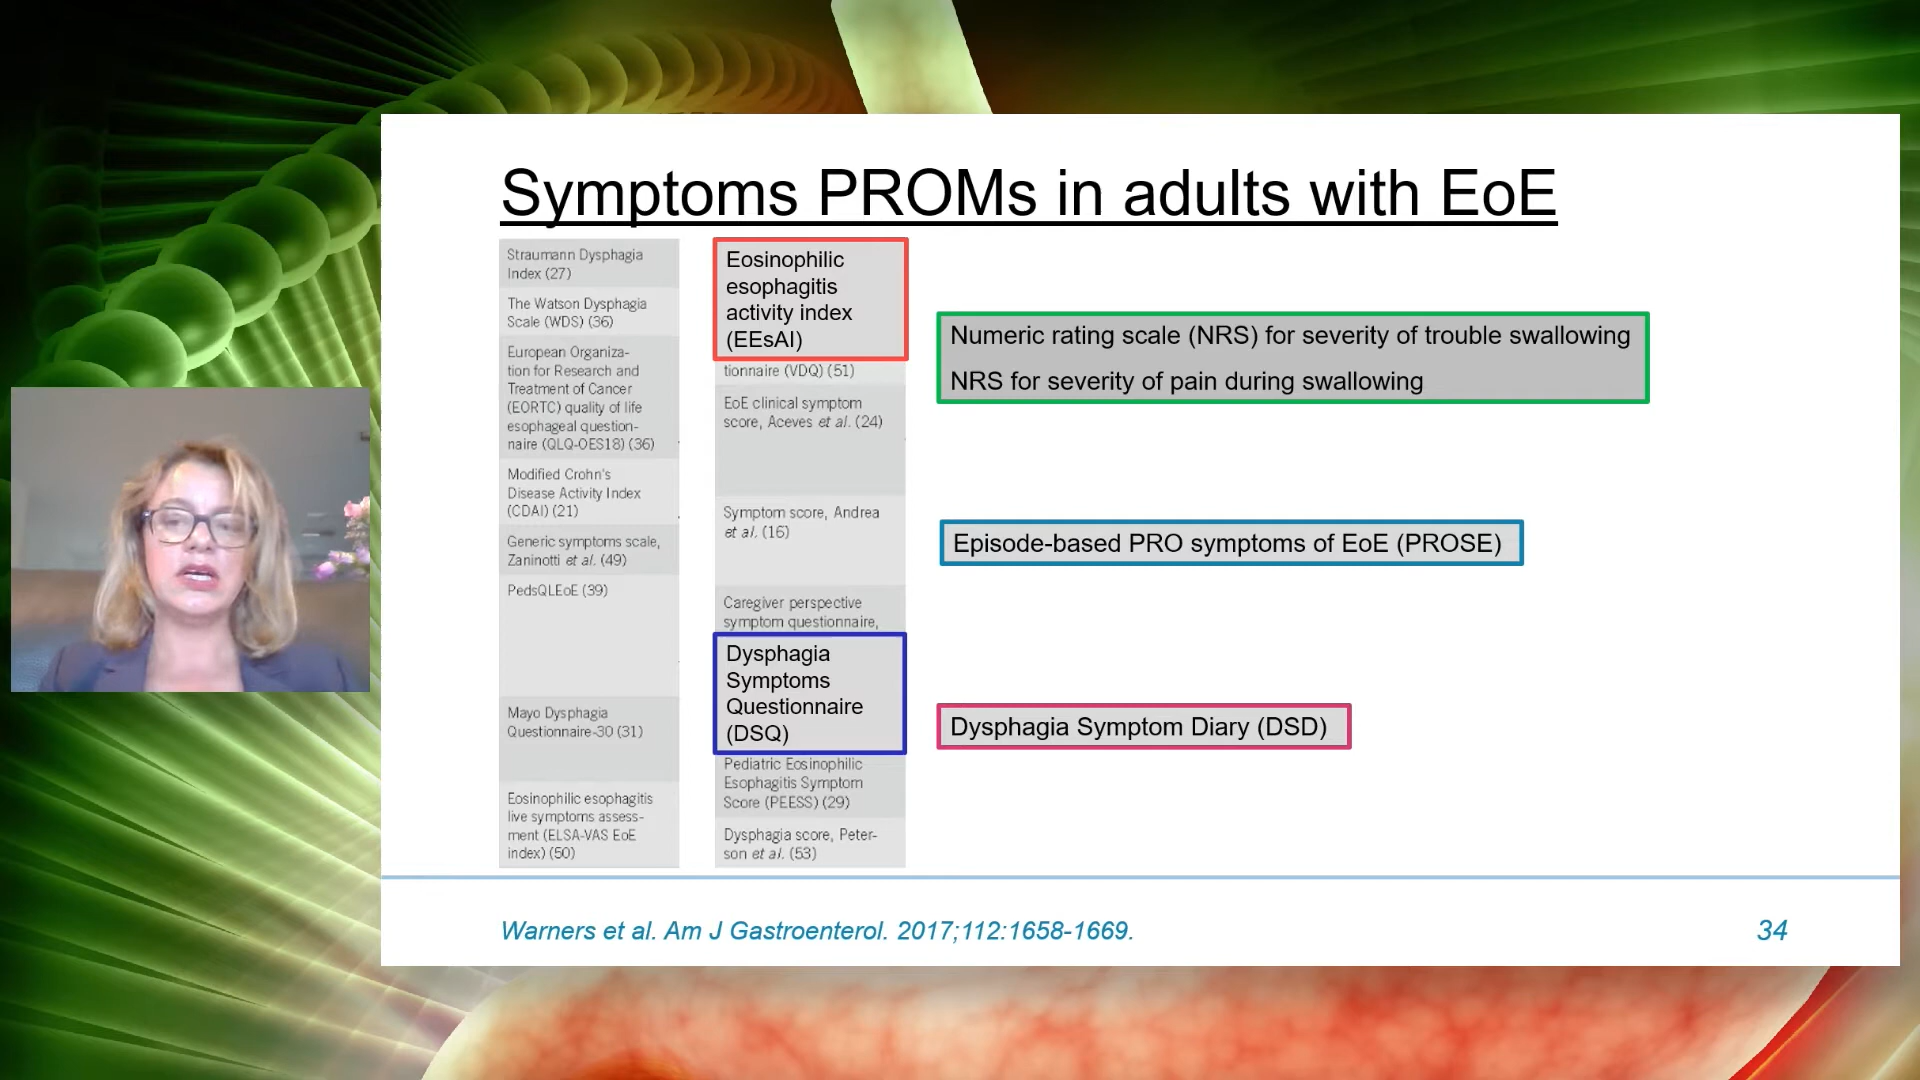 Symptoms PROMs in adults with EoE
Straumann Dysphagia
Index (27)
The Watson Dysphagia
Scale (WDS) (36)
European Organiza-
tion for Research and
Treatment of Cancer
(EORTC) quality of life
esophageal question-
naire (QLQ-OES18) (36)
Modified Crohn's
Disease Activity Index
(CDAI) (21)
Generic symptoms scale,
Zaninotti et al. (49)
PedsQLEoE (39)
Mayo Dysphagia
Questionnaire-30 (31)
Eosinophilic esophagitis
live symptoms assess-
ment (ELSA-VAS EoE
index) (50)
Eosinophilic
esophagitis
activity index
(EEsAI)
tionnaire (VDQ) (51)
EoE clinical symptom
score, Aceves et al. (24)
Symptom score, Andrea
et al. (16)
Caregiver perspective
symptom questionnaire,
Dysphagia
Symptoms
Questionnaire
(DSQ)
Pediatric Eosinophilic
Esophagitis Symptom
Score (PEESS) (29)
Dysphagia score, Peter-
son et al. (53)
Numeric rating scale (NRS) for severity of trouble swallowing
NRS for severity of pain during swallowing
Episode-based PRO symptoms of EoE (PROSE)
Dysphagia Symptom Diary (DSD)
Warners et al. Am J Gastroenterol. 2017;112:1658-1669.
34